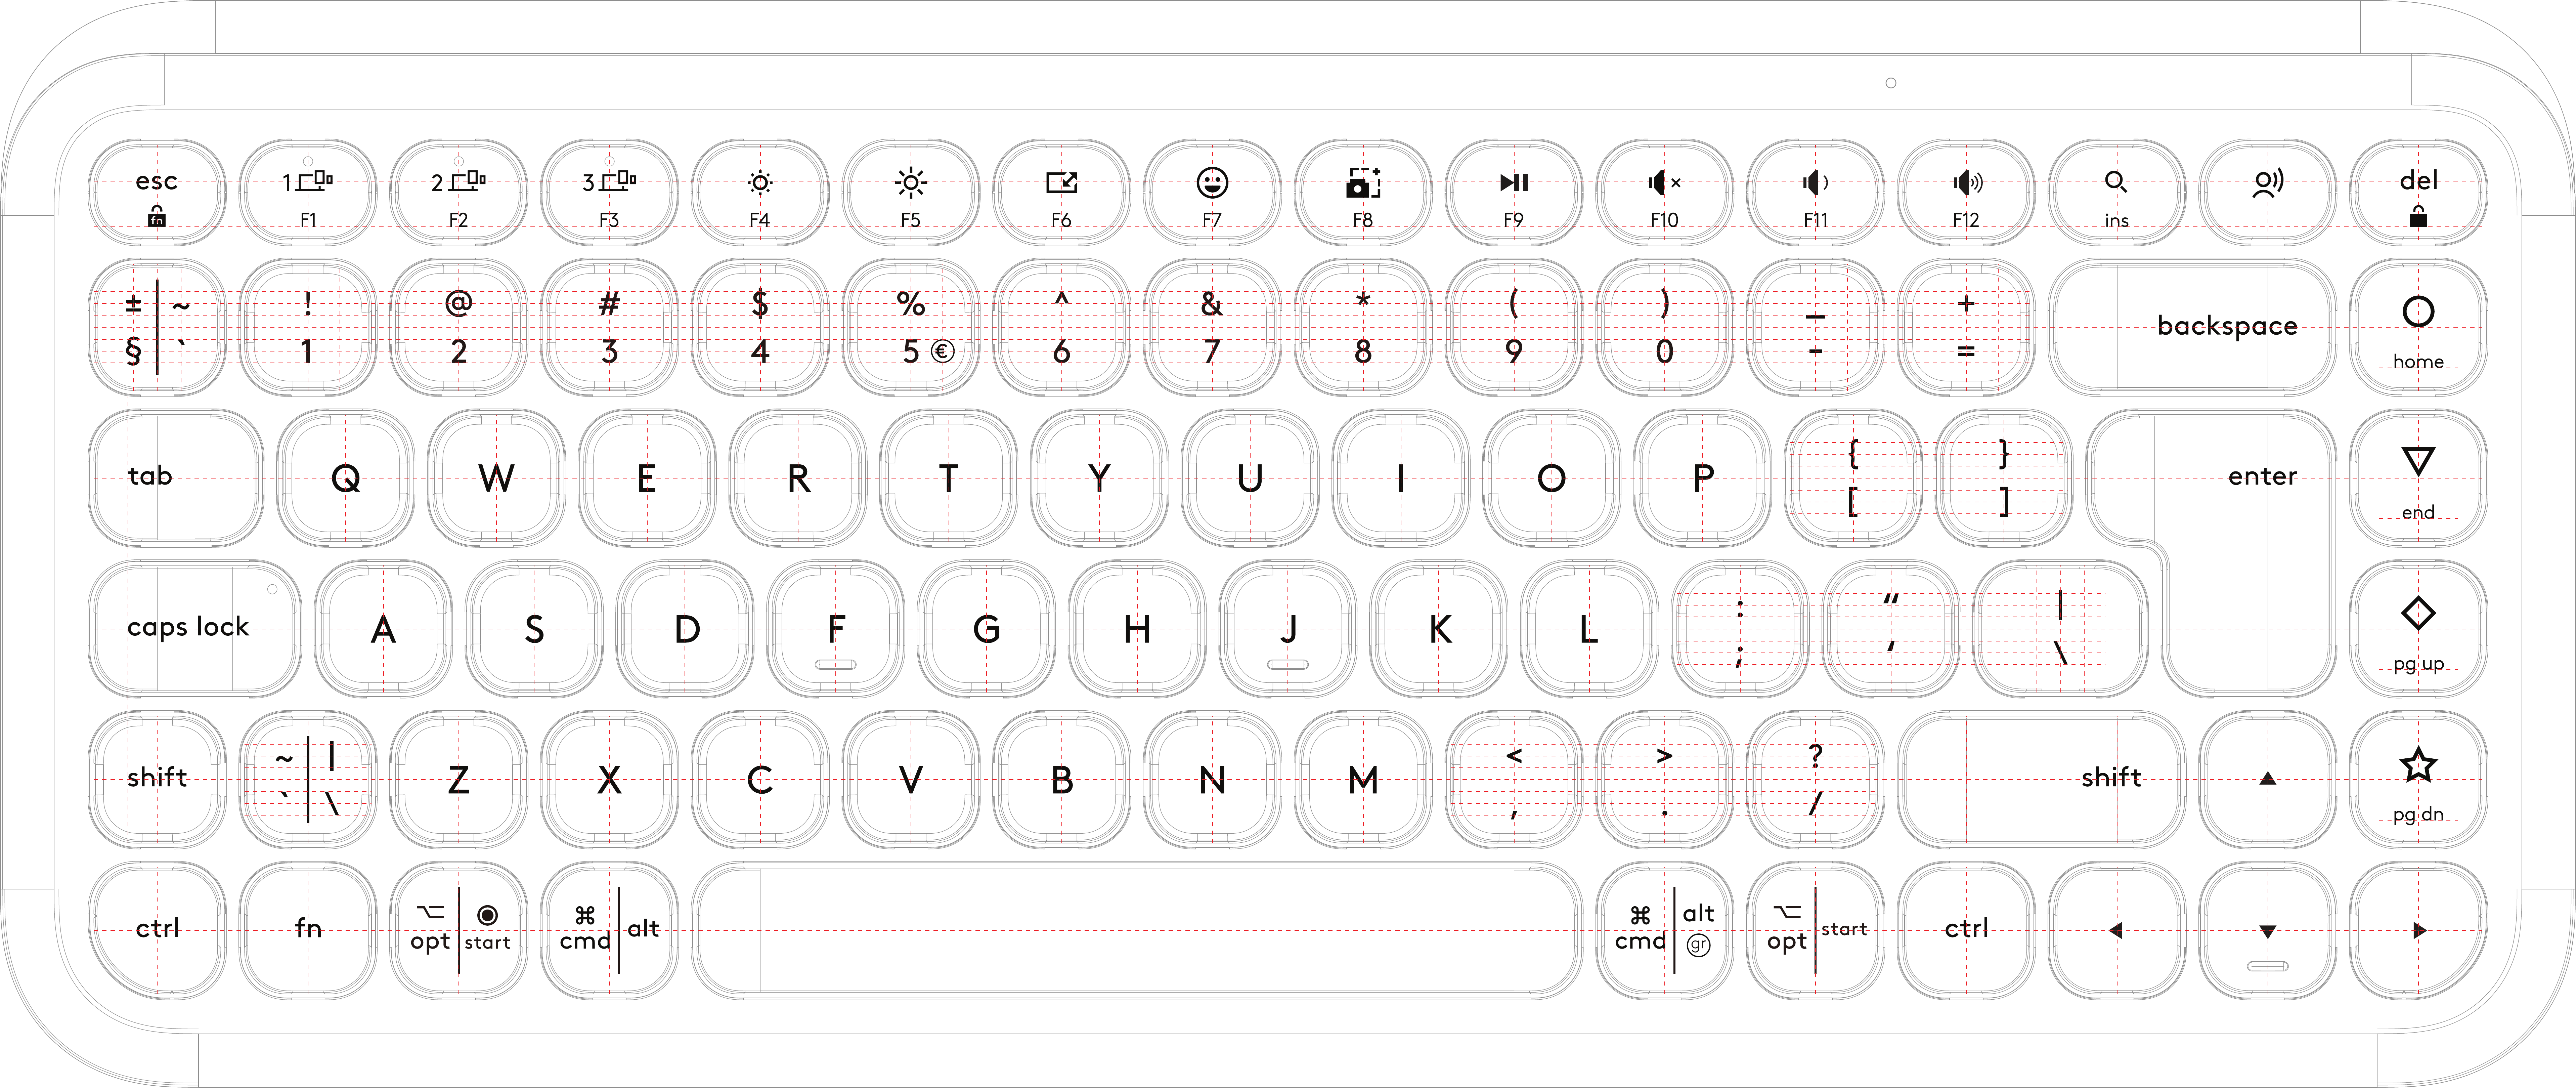 esc 1 2 3 del
fn F1 F2 F3 F4 F5 F6 F7 F8 F9 F10 F11 F12 ins
± ~ ! @ # $ % ^ & * ( ) _ +
§ ` 1 2 3 4 5 € 6 7 8 9 0 - = backspace home
tab Q W E R T Y U I O P { } enter
[ ] end
caps lock A S D F G H J K L : “ |
; ‘ \ pg up
shift ~ | Z X C V B N M < > ? shift
` \ , . / pg dn
ctrl fn ⌥ ⌘ alt ⌘ alt ⌥ start ctrl
opt start cmd cmd gr opt